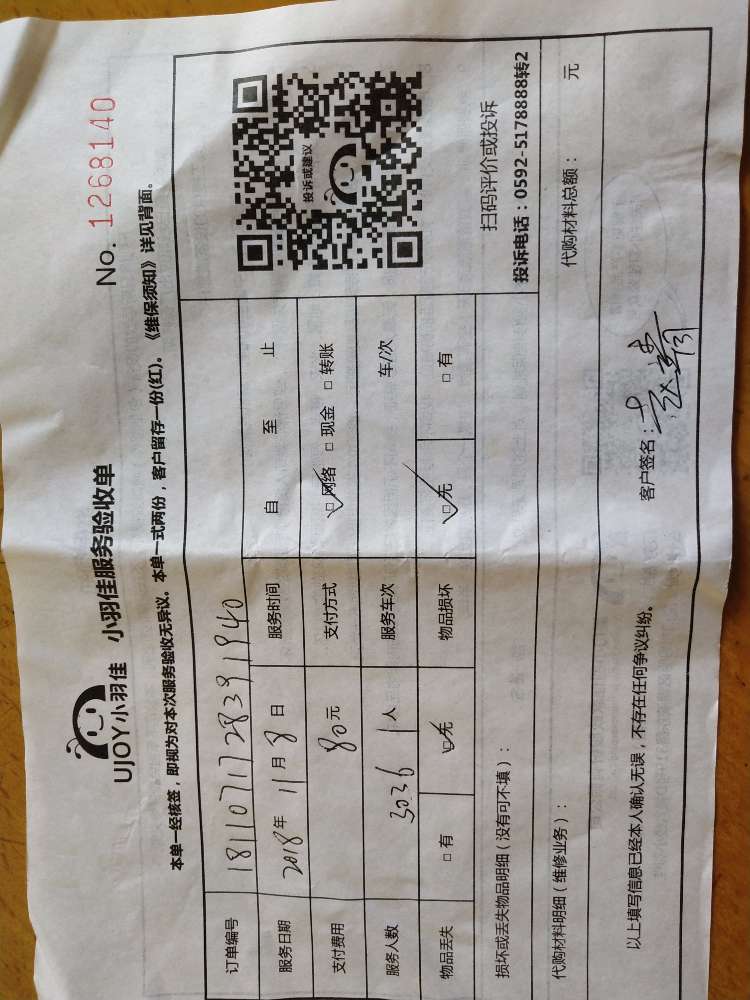 UJOY小羽佳 小羽佳服务验收单 No. 1268140
本单一经核签，即视为对本次服务验收无异议。本单一式两份，客户留存一份(红)。《维保须知》详见背面。
订单编号 1811071728391940
服务日期 2018年 11月 8日 服务时间 自 至 止
支付费用 80元 支付方式 ☑网络 □现金 □转账
服务人数 3036 1人 服务车次 车/次
物品丢失 □有 ☑无 物品损坏 ☑无 □有
投诉或建议
扫码评价或投诉
投诉电话：0592-5178888转2
损坏或丢失物品明细（没有可不填）：
代购材料明细（维修业务）： 代购材料总额： 元
以上填写信息已经本人确认无误，不存在任何争议纠纷。 客户签名：